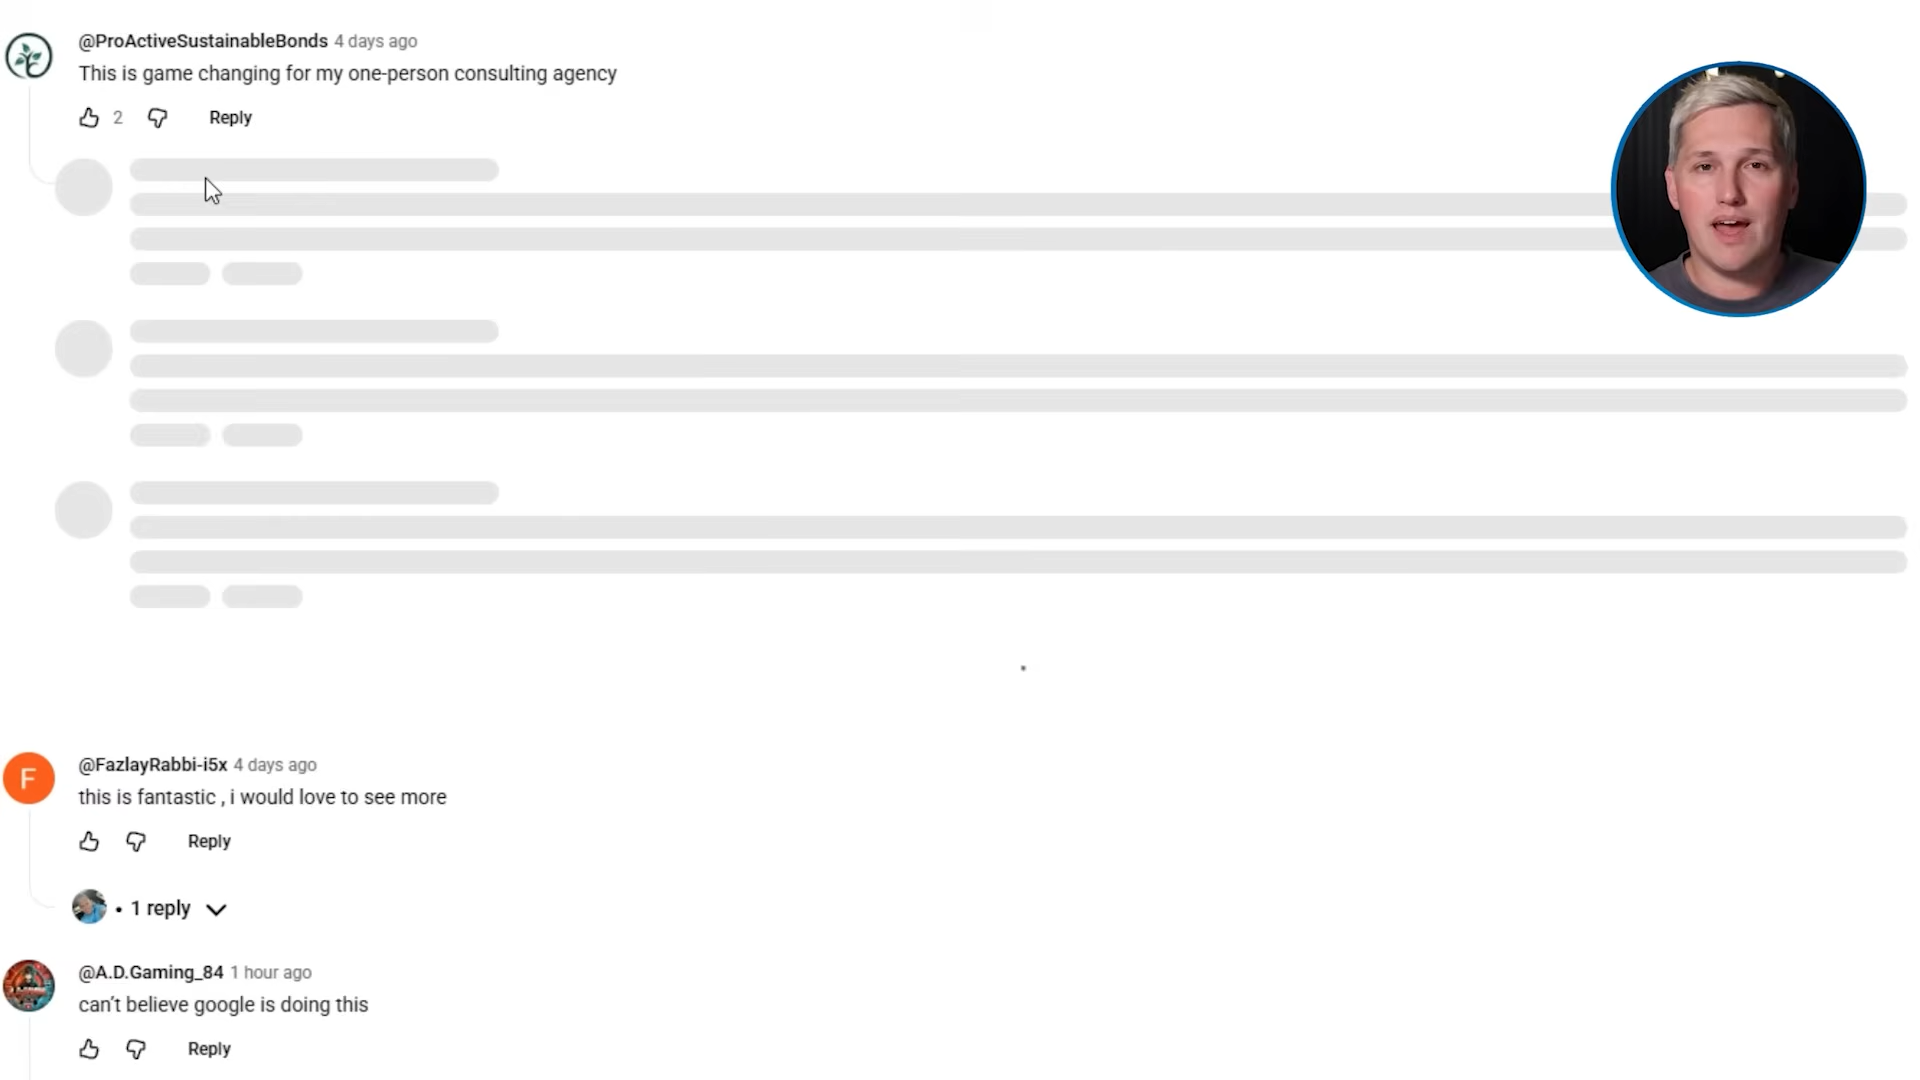 @ProActiveSustainableBonds 4 days ago
This is game changing for my one-person consulting agency
2 Reply
@FazlayRabbi-i5x 4 days ago
this is fantastic , i would love to see more
Reply
• 1 reply
@A.D.Gaming_84 1 hour ago
can't believe google is doing this
Reply
F